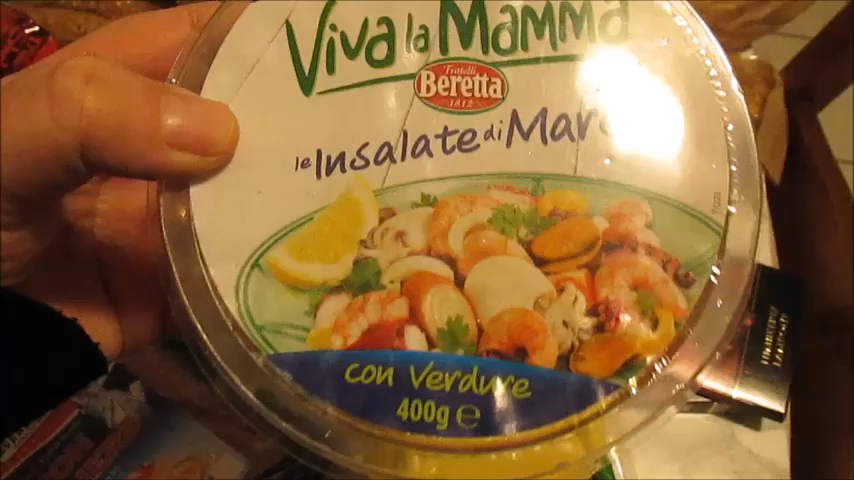 Viva la Mamma
Fratelli
Beretta
1812
le Insalate di Mare
con Verdure
400g ℮